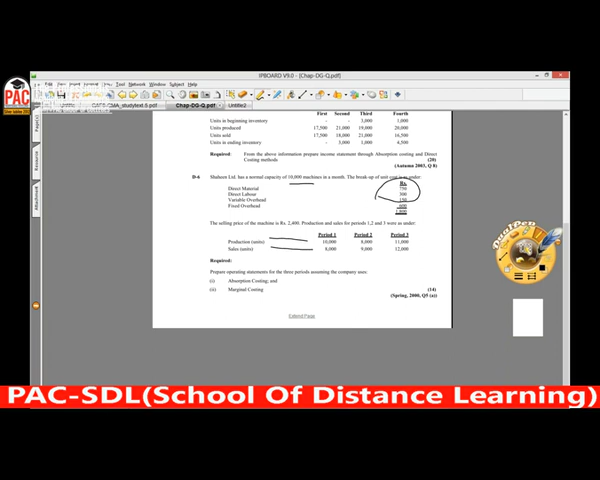 IPBOARD V9.0 - [Chap-DG-Q.pdf]
Tool Network Window Subject Help
CAFS-CMA_studytext.5.pdf Chap-DG-Q.pdf Untitle2
PAC
First Second Third Fourth
Units in beginning inventory - - 3,000 1,000
Units produced 17,500 21,000 19,000 20,000
Units sold 17,500 18,000 21,000 16,500
Units in ending inventory - 3,000 1,000 4,500
Required: From the above information prepare income statement through Absorption costing and Direct
Costing methods (20)
(Autumn 2003, Q 8)
D-6 Shaheen Ltd. has a normal capacity of 10,000 machines in a month. The break-up of unit cost is as under:
Rs.
Direct Material 750
Direct Labour 300
Variable Overhead 150
Fixed Overhead 600
1,800
The selling price of the machine is Rs. 2,400. Production and sales for periods 1,2 and 3 were as under:
Period 1 Period 2 Period 3
Production (units) 10,000 8,000 11,000
Sales (units) 8,000 9,000 12,000
Required:
Prepare operating statements for the three periods assuming the company uses:
(i) Absorption Costing; and
(ii) Marginal Costing (14)
(Spring, 2000, Q5 (a))
Extend Page
DualPen
PAC-SDL(School Of Distance Learning)